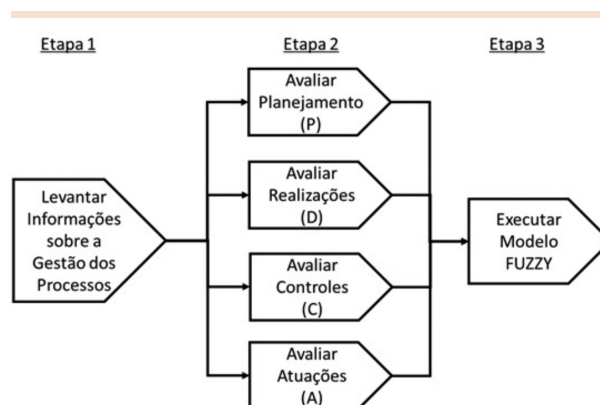 Etapa 1
Etapa 2
Etapa 3
Levantar
Informações
sobre a
Gestão dos
Processos
Avaliar
Planejamento
(P)
Avaliar
Realizações
(D)
Avaliar
Controles
(C)
Avaliar
Atuações
(A)
Executar
Modelo
FUZZY